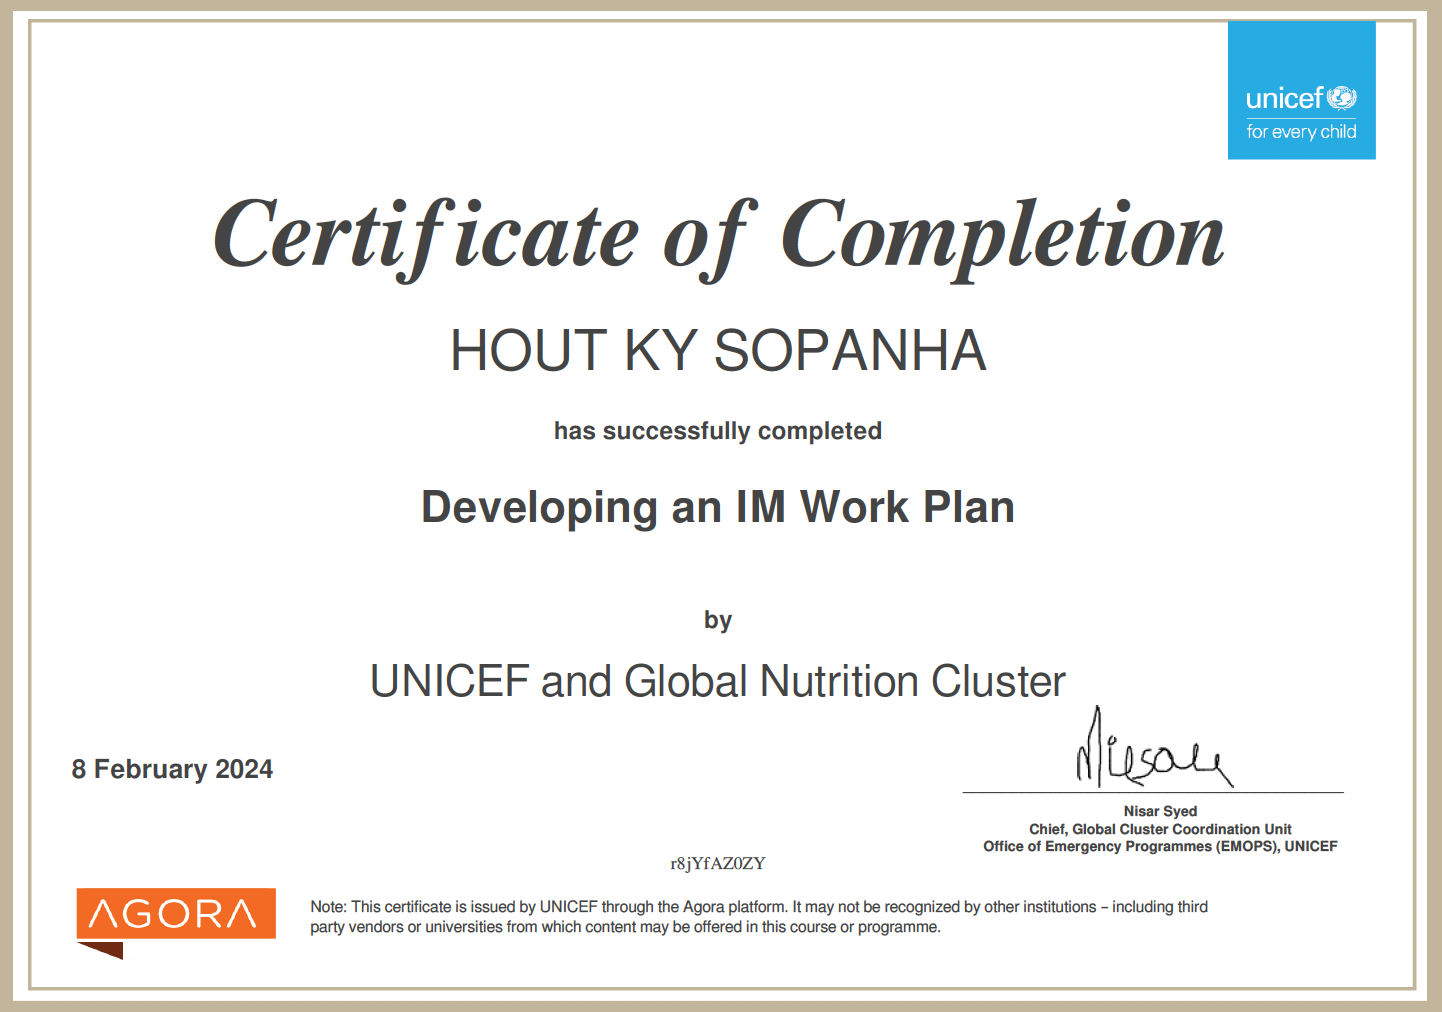 unicef
for every child
Certificate of Completion
HOUT KY SOPANHA
has successfully completed
Developing an IM Work Plan
by
UNICEF and Global Nutrition Cluster
8 February 2024
Nisar Syed
Chief, Global Cluster Coordination Unit
Office of Emergency Programmes (EMOPS), UNICEF
r8jYfAZ0ZY
AGORA
Note: This certificate is issued by UNICEF through the Agora platform. It may not be recognized by other institutions – including third
party vendors or universities from which content may be offered in this course or programme.